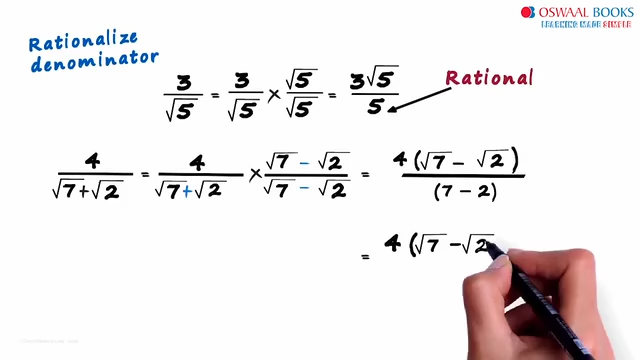 OSWAAL BOOKS
LEARNING MADE SIMPLE
Rationalize
denominator
3/√5 = 3/√5 × √5/√5 = 3√5/5
Rational
4/(√7+√2) = 4/(√7+√2) × (√7 − √2)/(√7 − √2) = 4(√7 − √2)/(7 − 2)
= 4(√7 − √2